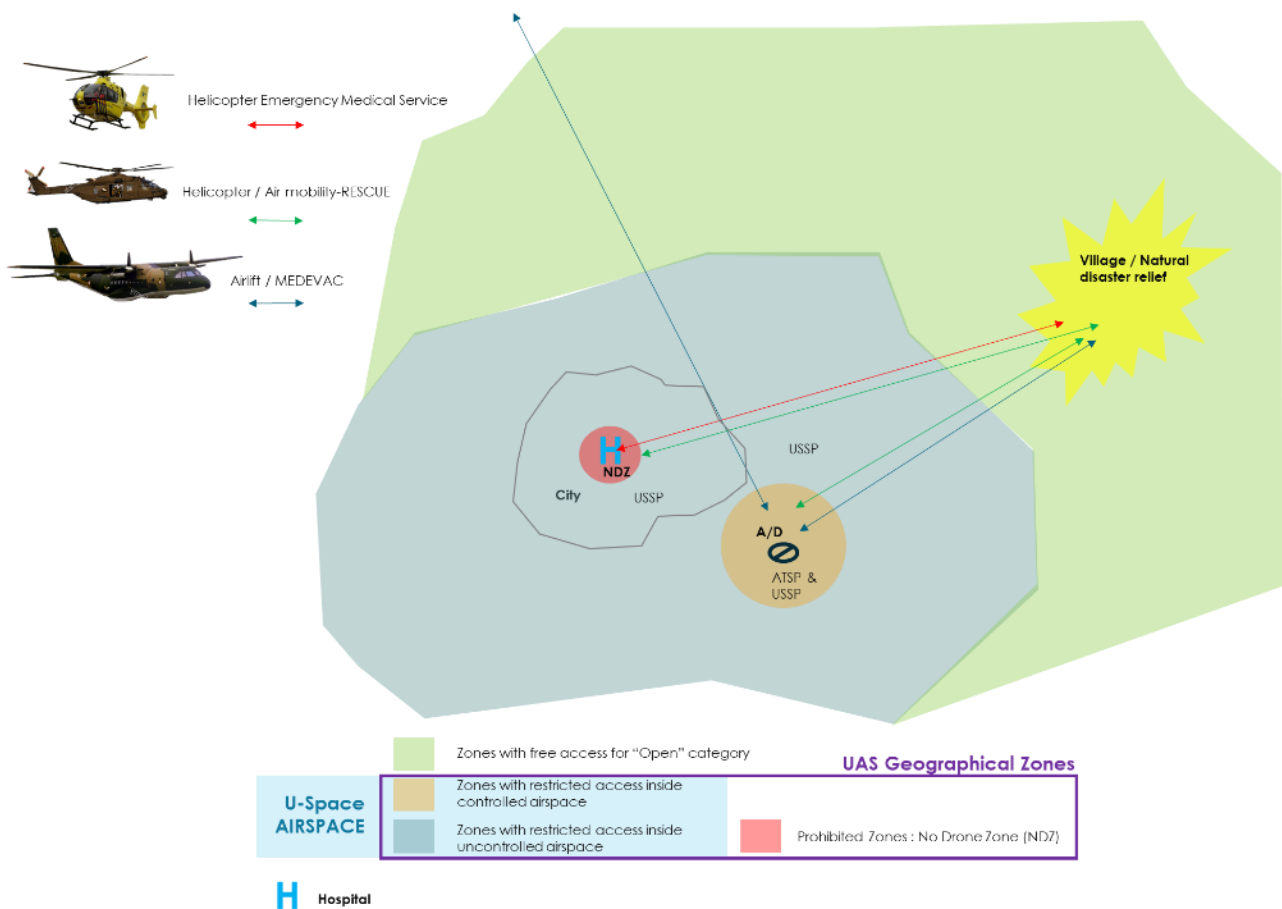 Helicopter Emergency Medical Service
Helicopter / Air mobility-RESCUE
Airlift / MEDEVAC
Village / Natural
disaster relief
USSP
H
NDZ
City
USSP
A/D
ATSP &
USSP
Zones with free access for “Open” category
UAS Geographical Zones
U-Space
AIRSPACE
Zones with restricted access inside
controlled airspace
Zones with restricted access inside
uncontrolled airspace
Prohibited Zones : No Drone Zone (NDZ)
H
Hospital